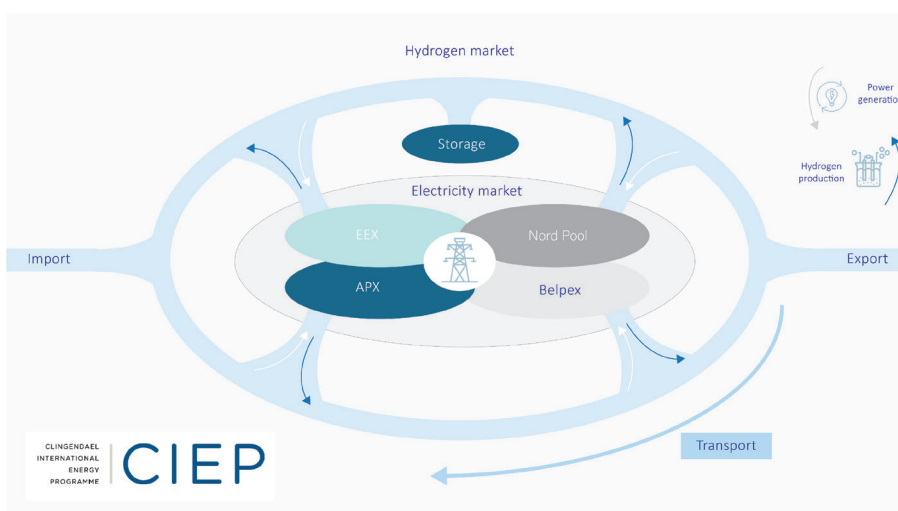 Hydrogen market
Power
generatio
Storage
Hydrogen
production
Electricity market
EEX
Nord Pool
Import
Export
APX
Belpex
Transport
CLINGENDAEL
INTERNATIONAL
ENERGY
PROGRAMME
CIEP